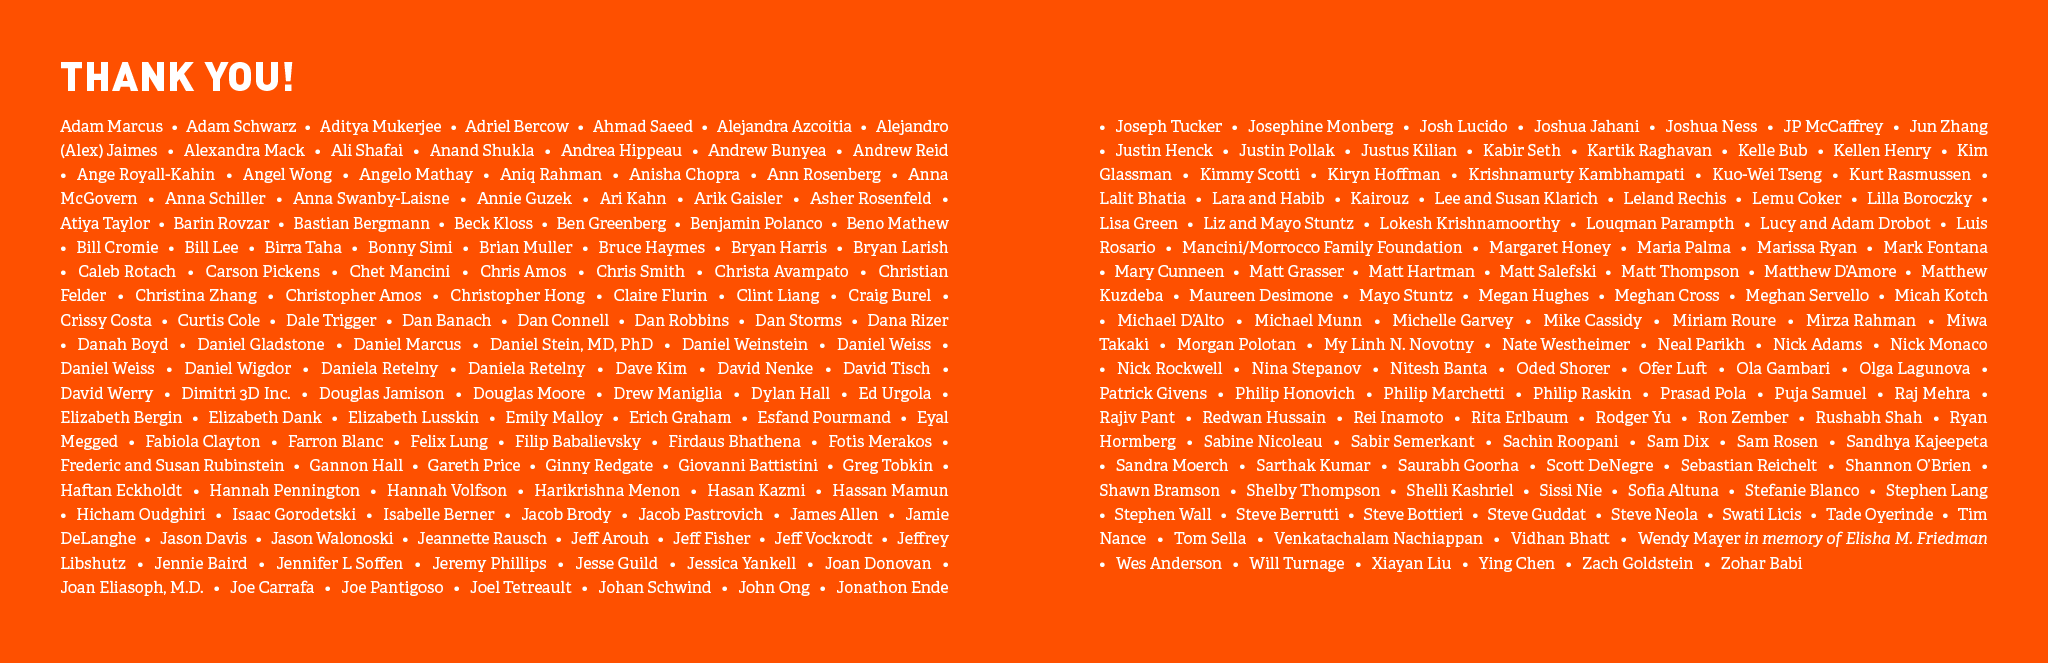 THANK YOU!
Adam Marcus • Adam Schwarz • Aditya Mukerjee • Adriel Bercow • Ahmad Saeed • Alejandra Azcoitia • Alejandro
(Alex) Jaimes • Alexandra Mack • Ali Shafai • Anand Shukla • Andrea Hippeau • Andrew Bunyea • Andrew Reid
• Ange Royall-Kahin • Angel Wong • Angelo Mathay • Aniq Rahman • Anisha Chopra • Ann Rosenberg • Anna
McGovern • Anna Schiller • Anna Swanby-Laisne • Annie Guzek • Ari Kahn • Arik Gaisler • Asher Rosenfeld •
Atiya Taylor • Barin Rovzar • Bastian Bergmann • Beck Kloss • Ben Greenberg • Benjamin Polanco • Beno Mathew
• Bill Cromie • Bill Lee • Birra Taha • Bonny Simi • Brian Muller • Bruce Haymes • Bryan Harris • Bryan Larish
• Caleb Rotach • Carson Pickens • Chet Mancini • Chris Amos • Chris Smith • Christa Avampato • Christian
Felder • Christina Zhang • Christopher Amos • Christopher Hong • Claire Flurin • Clint Liang • Craig Burel •
Crissy Costa • Curtis Cole • Dale Trigger • Dan Banach • Dan Connell • Dan Robbins • Dan Storms • Dana Rizer
• Danah Boyd • Daniel Gladstone • Daniel Marcus • Daniel Stein, MD, PhD • Daniel Weinstein • Daniel Weiss •
Daniel Weiss • Daniel Wigdor • Daniela Retelny • Daniela Retelny • Dave Kim • David Nenke • David Tisch •
David Werry • Dimitri 3D Inc. • Douglas Jamison • Douglas Moore • Drew Maniglia • Dylan Hall • Ed Urgola •
Elizabeth Bergin • Elizabeth Dank • Elizabeth Lusskin • Emily Malloy • Erich Graham • Esfand Pourmand • Eyal
Megged • Fabiola Clayton • Farron Blanc • Felix Lung • Filip Babalievsky • Firdaus Bhathena • Fotis Merakos •
Frederic and Susan Rubinstein • Gannon Hall • Gareth Price • Ginny Redgate • Giovanni Battistini • Greg Tobkin •
Haftan Eckholdt • Hannah Pennington • Hannah Volfson • Harikrishna Menon • Hasan Kazmi • Hassan Mamun
• Hicham Oudghiri • Isaac Gorodetski • Isabelle Berner • Jacob Brody • Jacob Pastrovich • James Allen • Jamie
DeLanghe • Jason Davis • Jason Walonoski • Jeannette Rausch • Jeff Arouh • Jeff Fisher • Jeff Vockrodt • Jeffrey
Libshutz • Jennie Baird • Jennifer L Soffen • Jeremy Phillips • Jesse Guild • Jessica Yankell • Joan Donovan •
Joan Eliasoph, M.D. • Joe Carrafa • Joe Pantigoso • Joel Tetreault • Johan Schwind • John Ong • Jonathon Ende
• Joseph Tucker • Josephine Monberg • Josh Lucido • Joshua Jahani • Joshua Ness • JP McCaffrey • Jun Zhang
• Justin Henck • Justin Pollak • Justus Kilian • Kabir Seth • Kartik Raghavan • Kelle Bub • Kellen Henry • Kim
Glassman • Kimmy Scotti • Kiryn Hoffman • Krishnamurty Kambhampati • Kuo-Wei Tseng • Kurt Rasmussen •
Lalit Bhatia • Lara and Habib • Kairouz • Lee and Susan Klarich • Leland Rechis • Lemu Coker • Lilla Boroczky •
Lisa Green • Liz and Mayo Stuntz • Lokesh Krishnamoorthy • Louqman Parampth • Lucy and Adam Drobot • Luis
Rosario • Mancini/Morrocco Family Foundation • Margaret Honey • Maria Palma • Marissa Ryan • Mark Fontana
• Mary Cunneen • Matt Grasser • Matt Hartman • Matt Salefski • Matt Thompson • Matthew D'Amore • Matthew
Kuzdeba • Maureen Desimone • Mayo Stuntz • Megan Hughes • Meghan Cross • Meghan Servello • Micah Kotch
• Michael D'Alto • Michael Munn • Michelle Garvey • Mike Cassidy • Miriam Roure • Mirza Rahman • Miwa
Takaki • Morgan Polotan • My Linh N. Novotny • Nate Westheimer • Neal Parikh • Nick Adams • Nick Monaco
• Nick Rockwell • Nina Stepanov • Nitesh Banta • Oded Shorer • Ofer Luft • Ola Gambari • Olga Lagunova •
Patrick Givens • Philip Honovich • Philip Marchetti • Philip Raskin • Prasad Pola • Puja Samuel • Raj Mehra •
Rajiv Pant • Redwan Hussain • Rei Inamoto • Rita Erlbaum • Rodger Yu • Ron Zember • Rushabh Shah • Ryan
Hormberg • Sabine Nicoleau • Sabir Semerkant • Sachin Roopani • Sam Dix • Sam Rosen • Sandhya Kajeepeta
• Sandra Moerch • Sarthak Kumar • Saurabh Goorha • Scott DeNegre • Sebastian Reichelt • Shannon O'Brien •
Shawn Bramson • Shelby Thompson • Shelli Kashriel • Sissi Nie • Sofia Altuna • Stefanie Blanco • Stephen Lang
• Stephen Wall • Steve Berrutti • Steve Bottieri • Steve Guddat • Steve Neola • Swati Licis • Tade Oyerinde • Tim
Nance • Tom Sella • Venkatachalam Nachiappan • Vidhan Bhatt • Wendy Mayer in memory of Elisha M. Friedman
• Wes Anderson • Will Turnage • Xiayan Liu • Ying Chen • Zach Goldstein • Zohar Babi